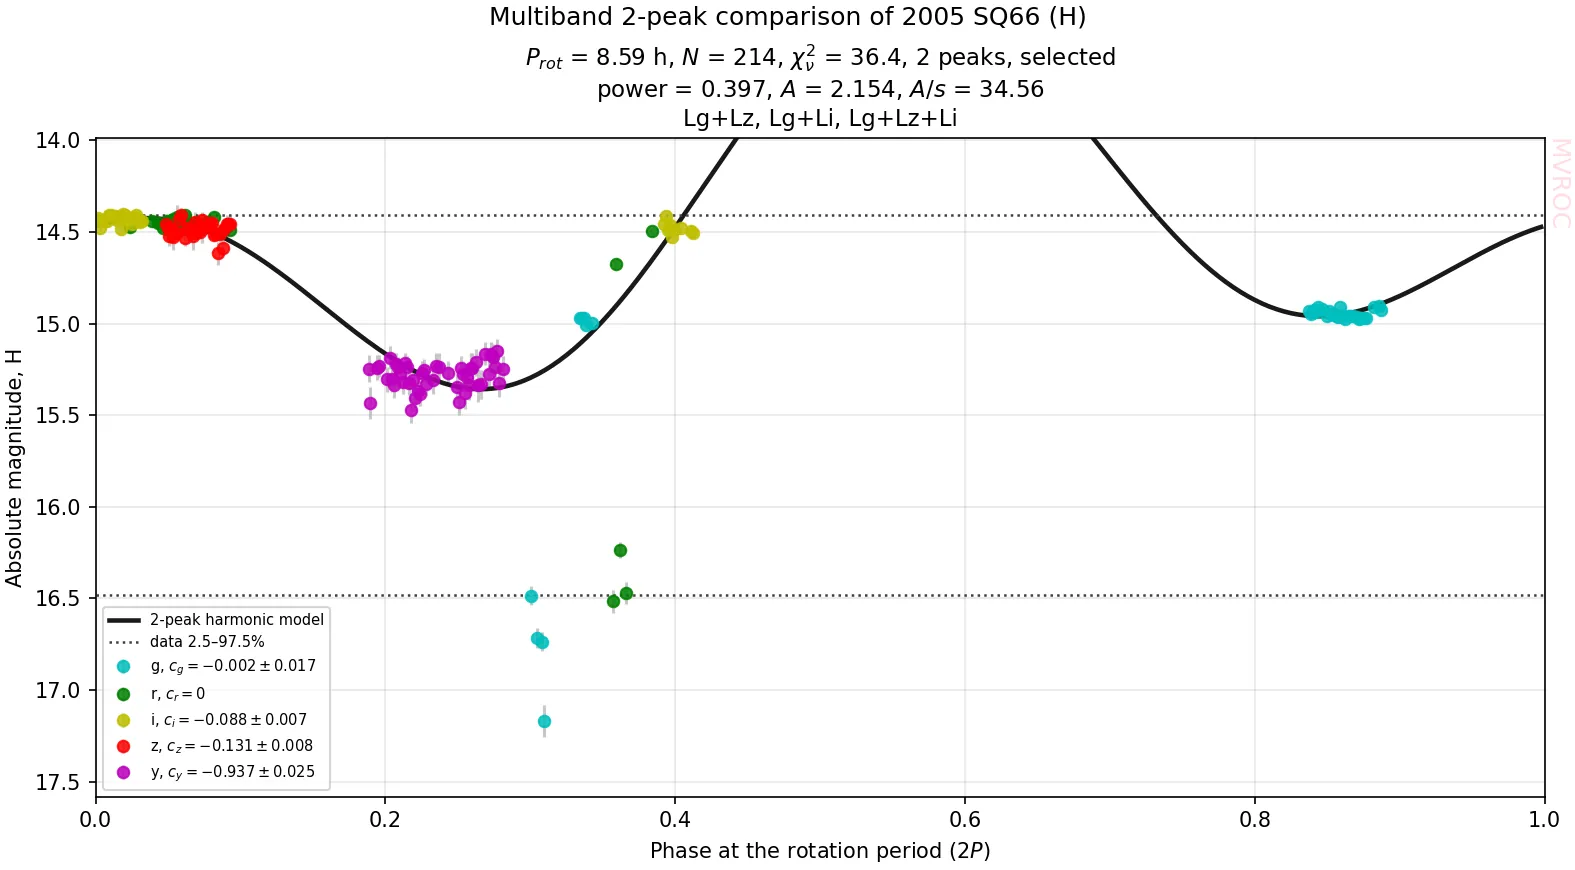 Multiband 2-peak comparison of 2005 SQ66 (H)
P_rot = 8.59 h, N = 214, χ²_ν = 36.4, 2 peaks, selected
power = 0.397, A = 2.154, A/s = 34.56
Lg+Lz, Lg+Li, Lg+Lz+Li
MVROC
Absolute magnitude, H
14.0
14.5
15.0
15.5
16.0
16.5
17.0
17.5
2-peak harmonic model
data 2.5–97.5%
g, c_g = −0.002 ± 0.017
r, c_r = 0
i, c_i = −0.088 ± 0.007
z, c_z = −0.131 ± 0.008
y, c_y = −0.937 ± 0.025
0.0 0.2 0.4 0.6 0.8 1.0
Phase at the rotation period (2P)